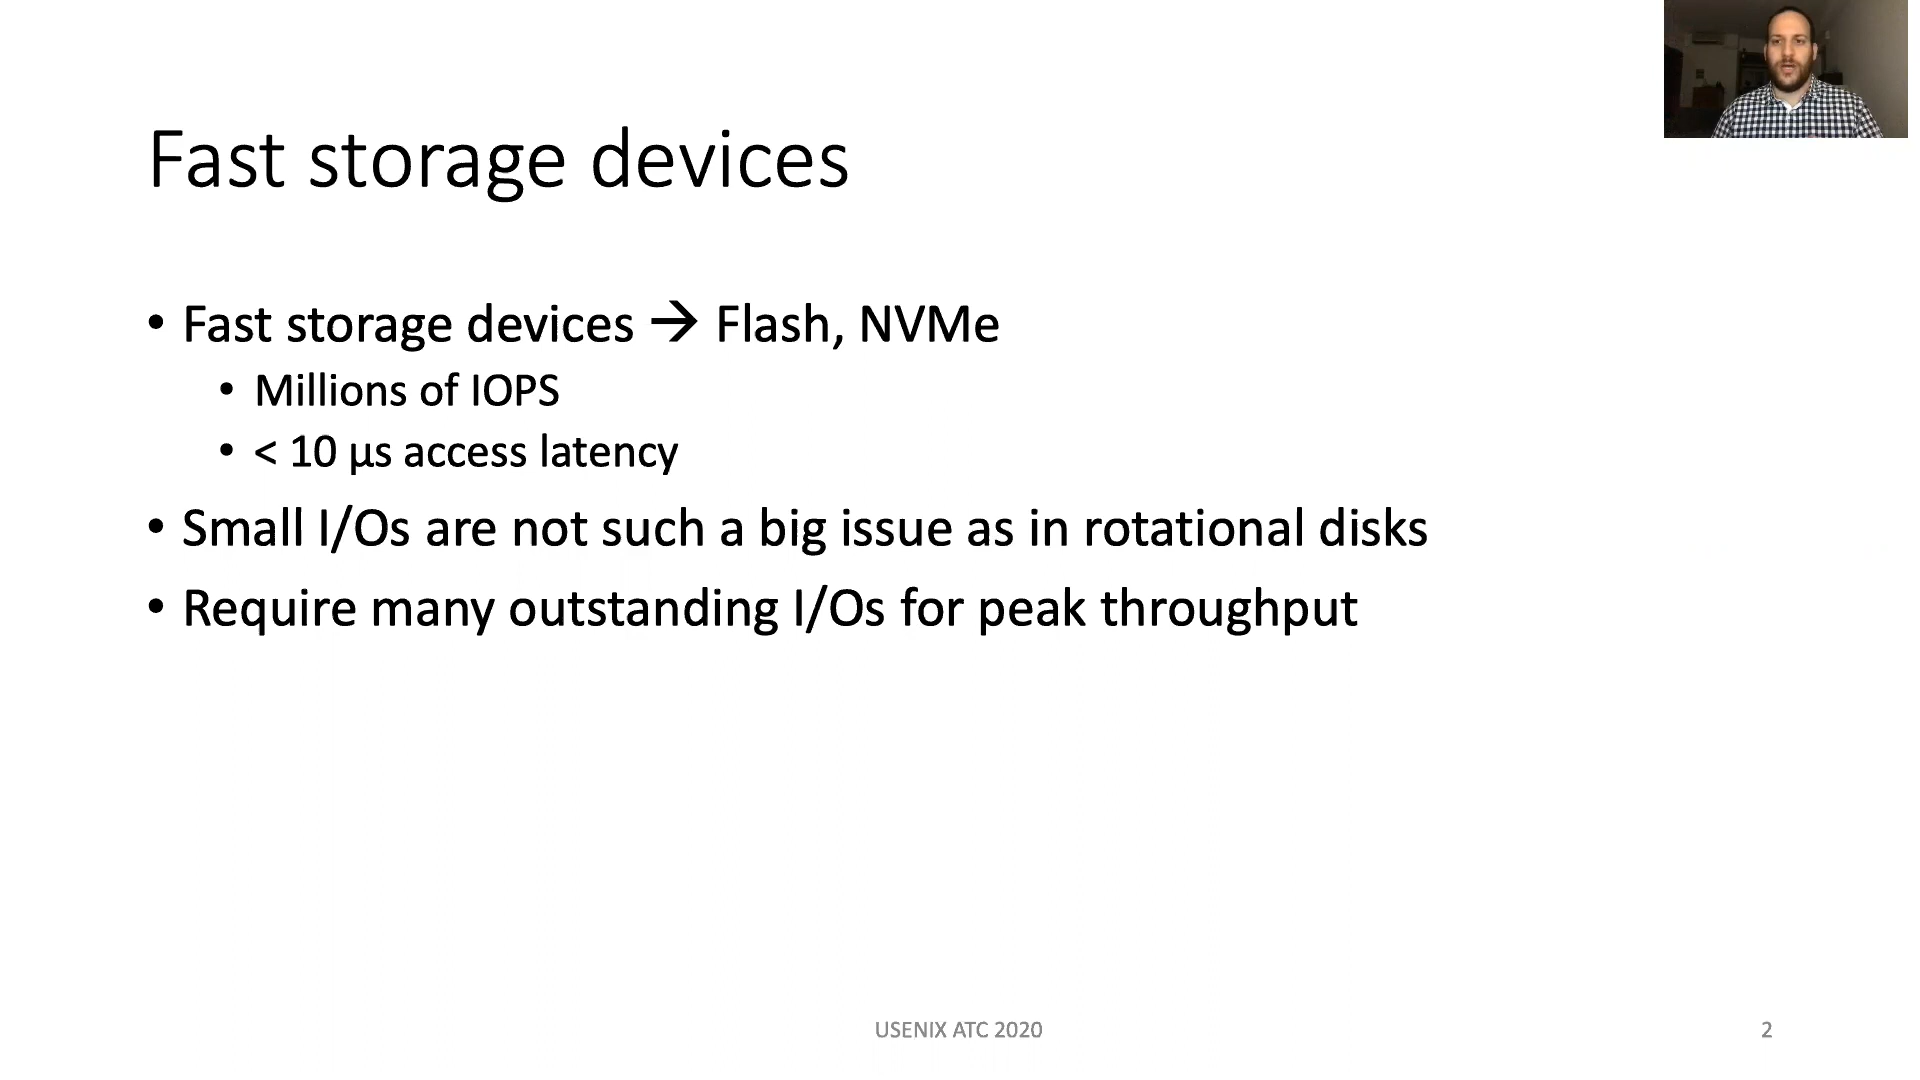 Fast storage devices
• Fast storage devices → Flash, NVMe
• Millions of IOPS
• < 10 μs access latency
• Small I/Os are not such a big issue as in rotational disks
• Require many outstanding I/Os for peak throughput
USENIX ATC 2020
2